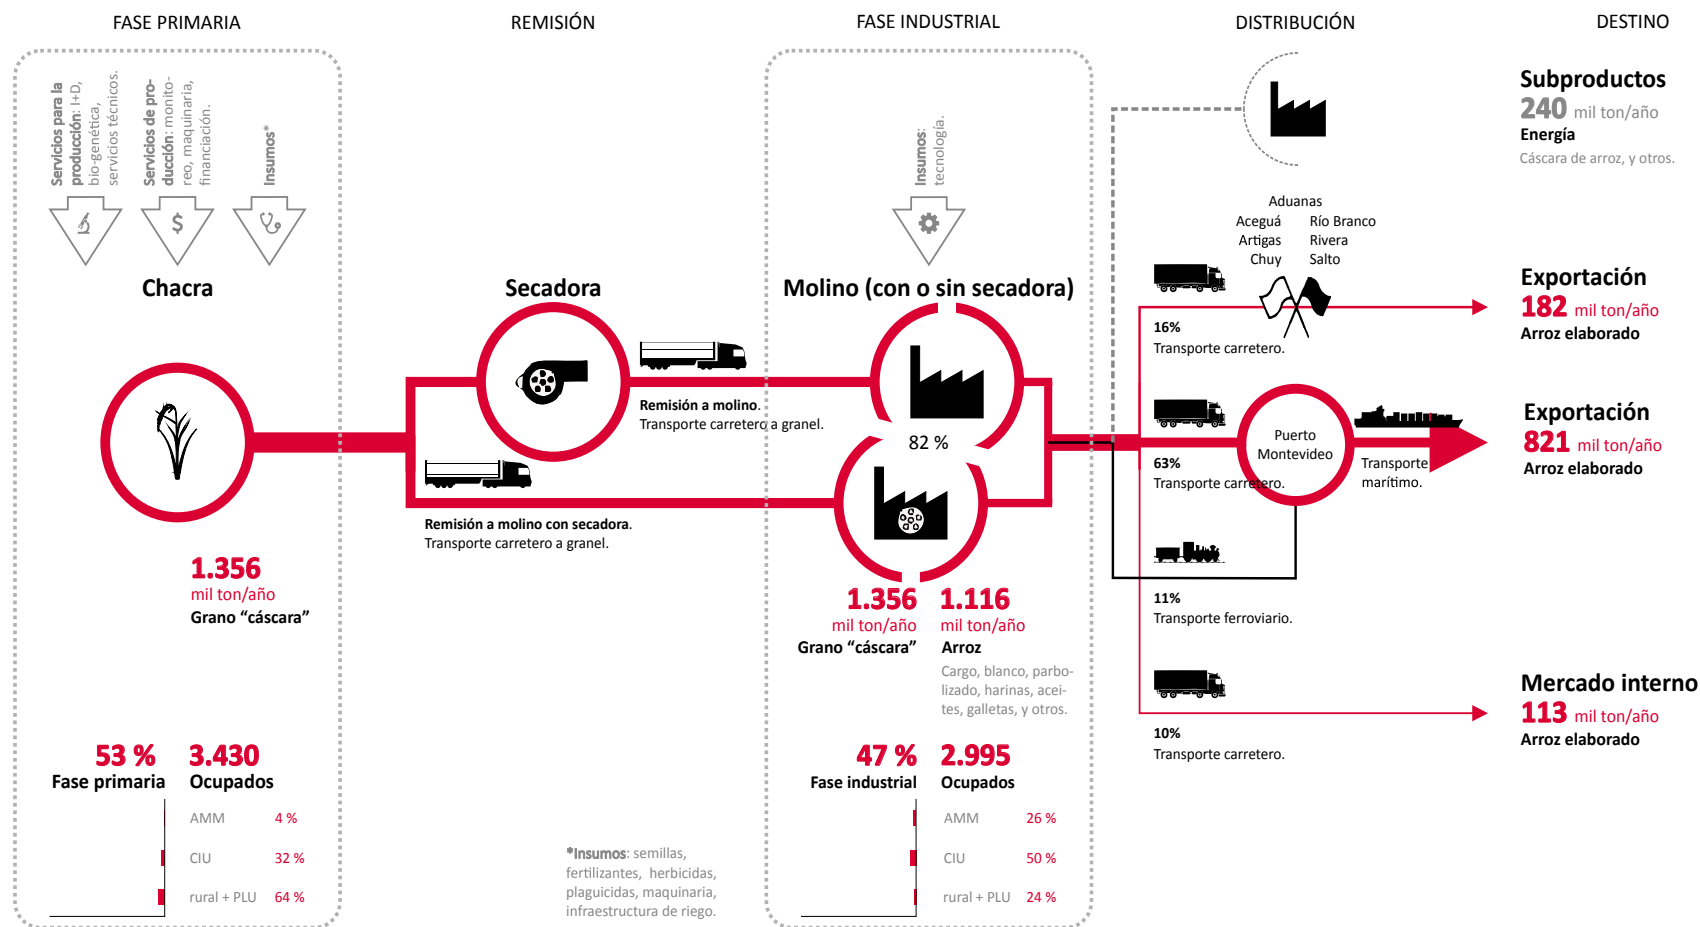 FASE PRIMARIA
REMISIÓN
FASE INDUSTRIAL
DISTRIBUCIÓN
DESTINO
Servicios para la
producción: I+D,
bio-genética,
servicios técnicos.
Servicios de pro-
ducción: monito-
reo, maquinaria,
financiación.
Insumos*
$
Chacra
1.356
mil ton/año
Grano “cáscara”
53 %
Fase primaria
3.430
Ocupados
AMM 4 %
CIU 32 %
rural + PLU 64 %
Secadora
Remisión a molino.
Transporte carretero a granel.
Remisión a molino con secadora.
Transporte carretero a granel.
*Insumos: semillas,
fertilizantes, herbicidas,
plaguicidas, maquinaria,
infraestructura de riego.
Insumos:
tecnología.
Molino (con o sin secadora)
82 %
1.356
mil ton/año
Grano “cáscara”
1.116
mil ton/año
Arroz
Cargo, blanco, parbo-
lizado, harinas, acei-
tes, galletas, y otros.
47 %
Fase industrial
2.995
Ocupados
AMM 26 %
CIU 50 %
rural + PLU 24 %
Aduanas
Aceguá Río Branco
Artigas Rivera
Chuy Salto
16%
Transporte carretero.
63%
Transporte carretero.
Puerto
Montevideo
Transporte
marítimo.
11%
Transporte ferroviario.
10%
Transporte carretero.
Subproductos
240 mil ton/año
Energía
Cáscara de arroz, y otros.
Exportación
182 mil ton/año
Arroz elaborado
Exportación
821 mil ton/año
Arroz elaborado
Mercado interno
113 mil ton/año
Arroz elaborado